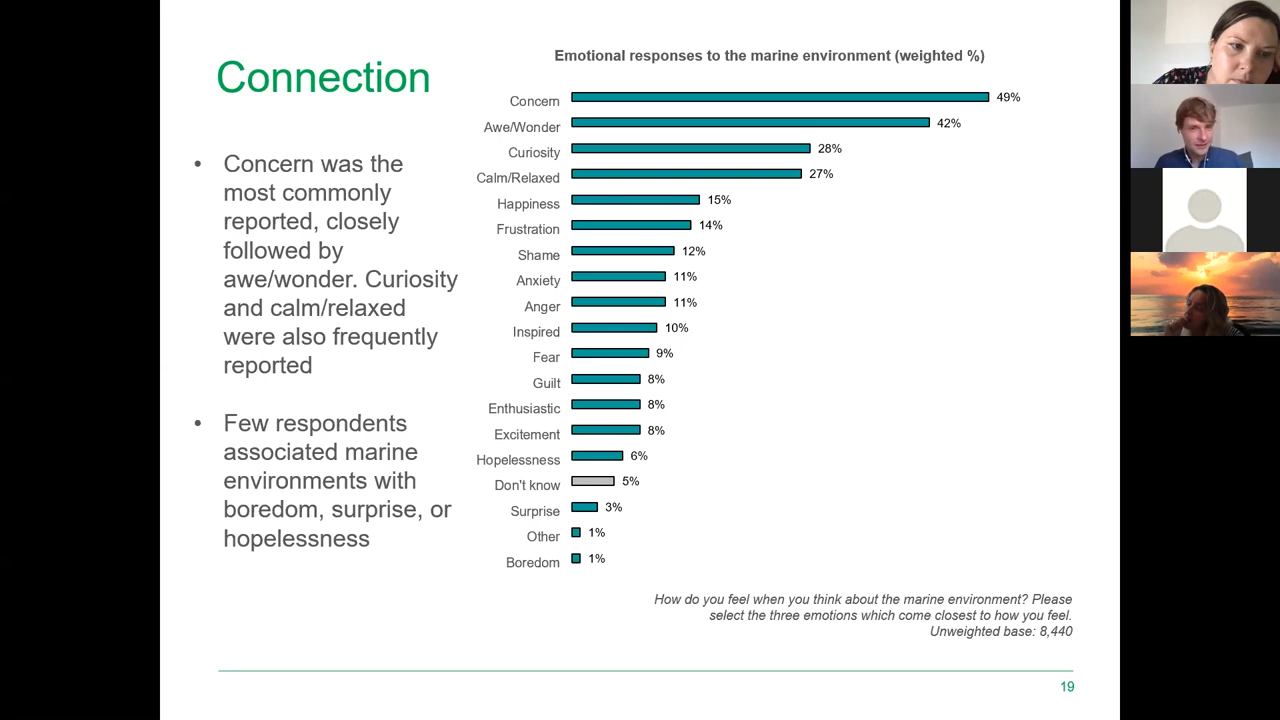 Connection
• Concern was the
most commonly
reported, closely
followed by
awe/wonder. Curiosity
and calm/relaxed
were also frequently
reported
• Few respondents
associated marine
environments with
boredom, surprise, or
hopelessness
Emotional responses to the marine environment (weighted %)
Concern 49%
Awe/Wonder 42%
Curiosity 28%
Calm/Relaxed 27%
Happiness 15%
Frustration 14%
Shame 12%
Anxiety 11%
Anger 11%
Inspired 10%
Fear 9%
Guilt 8%
Enthusiastic 8%
Excitement 8%
Hopelessness 6%
Don't know 5%
Surprise 3%
Other 1%
Boredom 1%
How do you feel when you think about the marine environment? Please
select the three emotions which come closest to how you feel.
Unweighted base: 8,440
19